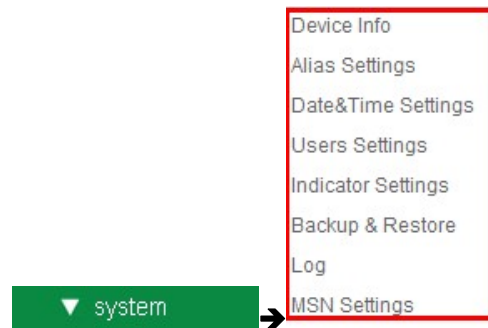 Device Info
Alias Settings
Date&Time Settings
Users Settings
Indicator Settings
Backup & Restore
Log
MSN Settings
system